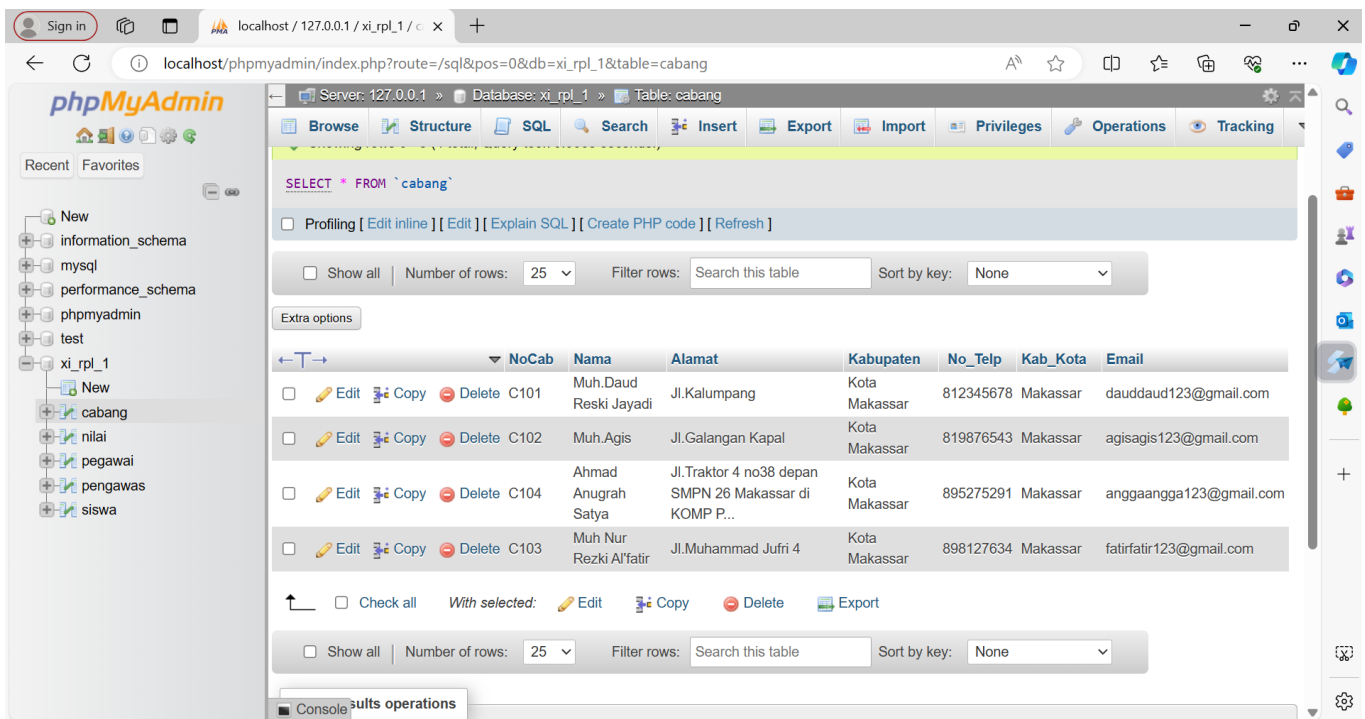 Sign in
localhost / 127.0.0.1 / xi_rpl_1 / c
localhost/phpmyadmin/index.php?route=/sql&pos=0&db=xi_rpl_1&table=cabang
phpMyAdmin
Recent Favorites
New
information_schema
mysql
performance_schema
phpmyadmin
test
xi_rpl_1
New
cabang
nilai
pegawai
pengawas
siswa
Server: 127.0.0.1 » Database: xi_rpl_1 » Table: cabang
Browse Structure SQL Search Insert Export Import Privileges Operations Tracking
SELECT * FROM `cabang`
Profiling [ Edit inline ] [ Edit ] [ Explain SQL ] [ Create PHP code ] [ Refresh ]
Show all | Number of rows: 25 Filter rows: Search this table Sort by key: None
Extra options
←T→ NoCab Nama Alamat Kabupaten No_Telp Kab_Kota Email
Edit Copy Delete C101 Muh.Daud Reski Jayadi Jl.Kalumpang Kota Makassar 812345678 Makassar dauddaud123@gmail.com
Edit Copy Delete C102 Muh.Agis Jl.Galangan Kapal Kota Makassar 819876543 Makassar agisagis123@gmail.com
Edit Copy Delete C104 Ahmad Anugrah Satya Jl.Traktor 4 no38 depan SMPN 26 Makassar di KOMP P... Kota Makassar 895275291 Makassar anggaangga123@gmail.com
Edit Copy Delete C103 Muh Nur Rezki Al'fatir Jl.Muhammad Jufri 4 Kota Makassar 898127634 Makassar fatirfatir123@gmail.com
Check all With selected: Edit Copy Delete Export
Show all | Number of rows: 25 Filter rows: Search this table Sort by key: None
Console
operations